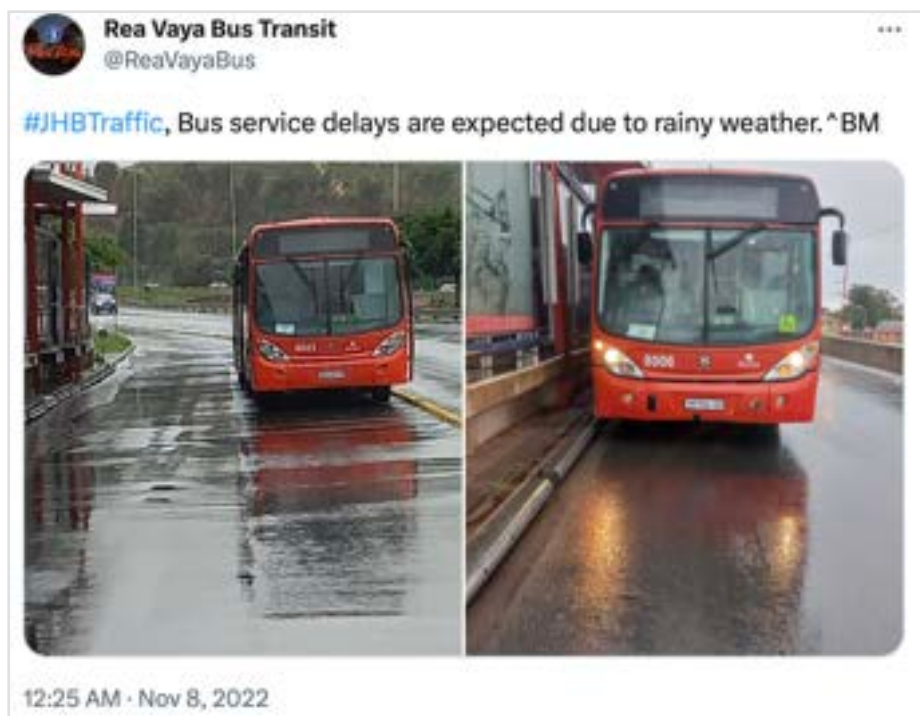 Rea Vaya Bus Transit
@ReaVayaBus
#JHBTraffic, Bus service delays are expected due to rainy weather.^BM
12:25 AM · Nov 8, 2022